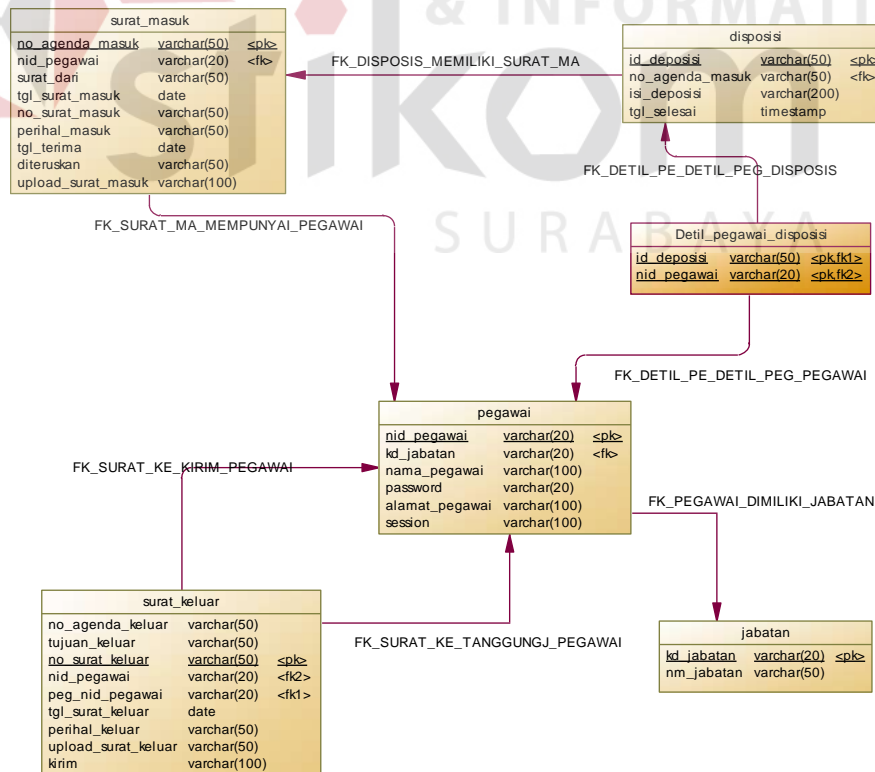 & INFORMATI
stikom
SURABAYA
surat_masuk
no_agenda_masuk varchar(50) <pk>
nid_pegawai varchar(20) <fk>
surat_dari varchar(50)
tgl_surat_masuk date
no_surat_masuk varchar(50)
perihal_masuk varchar(50)
tgl_terima date
diteruskan varchar(50)
upload_surat_masuk varchar(100)
FK_DISPOSIS_MEMILIKI_SURAT_MA
disposisi
id_deposisi varchar(50) <pk>
no_agenda_masuk varchar(50) <fk>
isi_deposisi varchar(200)
tgl_selesai timestamp
FK_DETIL_PE_DETIL_PEG_DISPOSIS
FK_SURAT_MA_MEMPUNYAI_PEGAWAI
Detil_pegawai_disposisi
id_deposisi varchar(50) <pk,fk1>
nid_pegawai varchar(20) <pk,fk2>
FK_DETIL_PE_DETIL_PEG_PEGAWAI
pegawai
nid_pegawai varchar(20) <pk>
kd_jabatan varchar(20) <fk>
nama_pegawai varchar(100)
password varchar(20)
alamat_pegawai varchar(100)
session varchar(100)
FK_SURAT_KE_KIRIM_PEGAWAI
FK_PEGAWAI_DIMILIKI_JABATAN
surat_keluar
no_agenda_keluar varchar(50)
tujuan_keluar varchar(50)
no_surat_keluar varchar(50) <pk>
nid_pegawai varchar(20) <fk2>
peg_nid_pegawai varchar(20) <fk1>
tgl_surat_keluar date
perihal_keluar varchar(50)
upload_surat_keluar varchar(50)
kirim varchar(100)
FK_SURAT_KE_TANGGUNGJ_PEGAWAI
jabatan
kd_jabatan varchar(20) <pk>
nm_jabatan varchar(50)